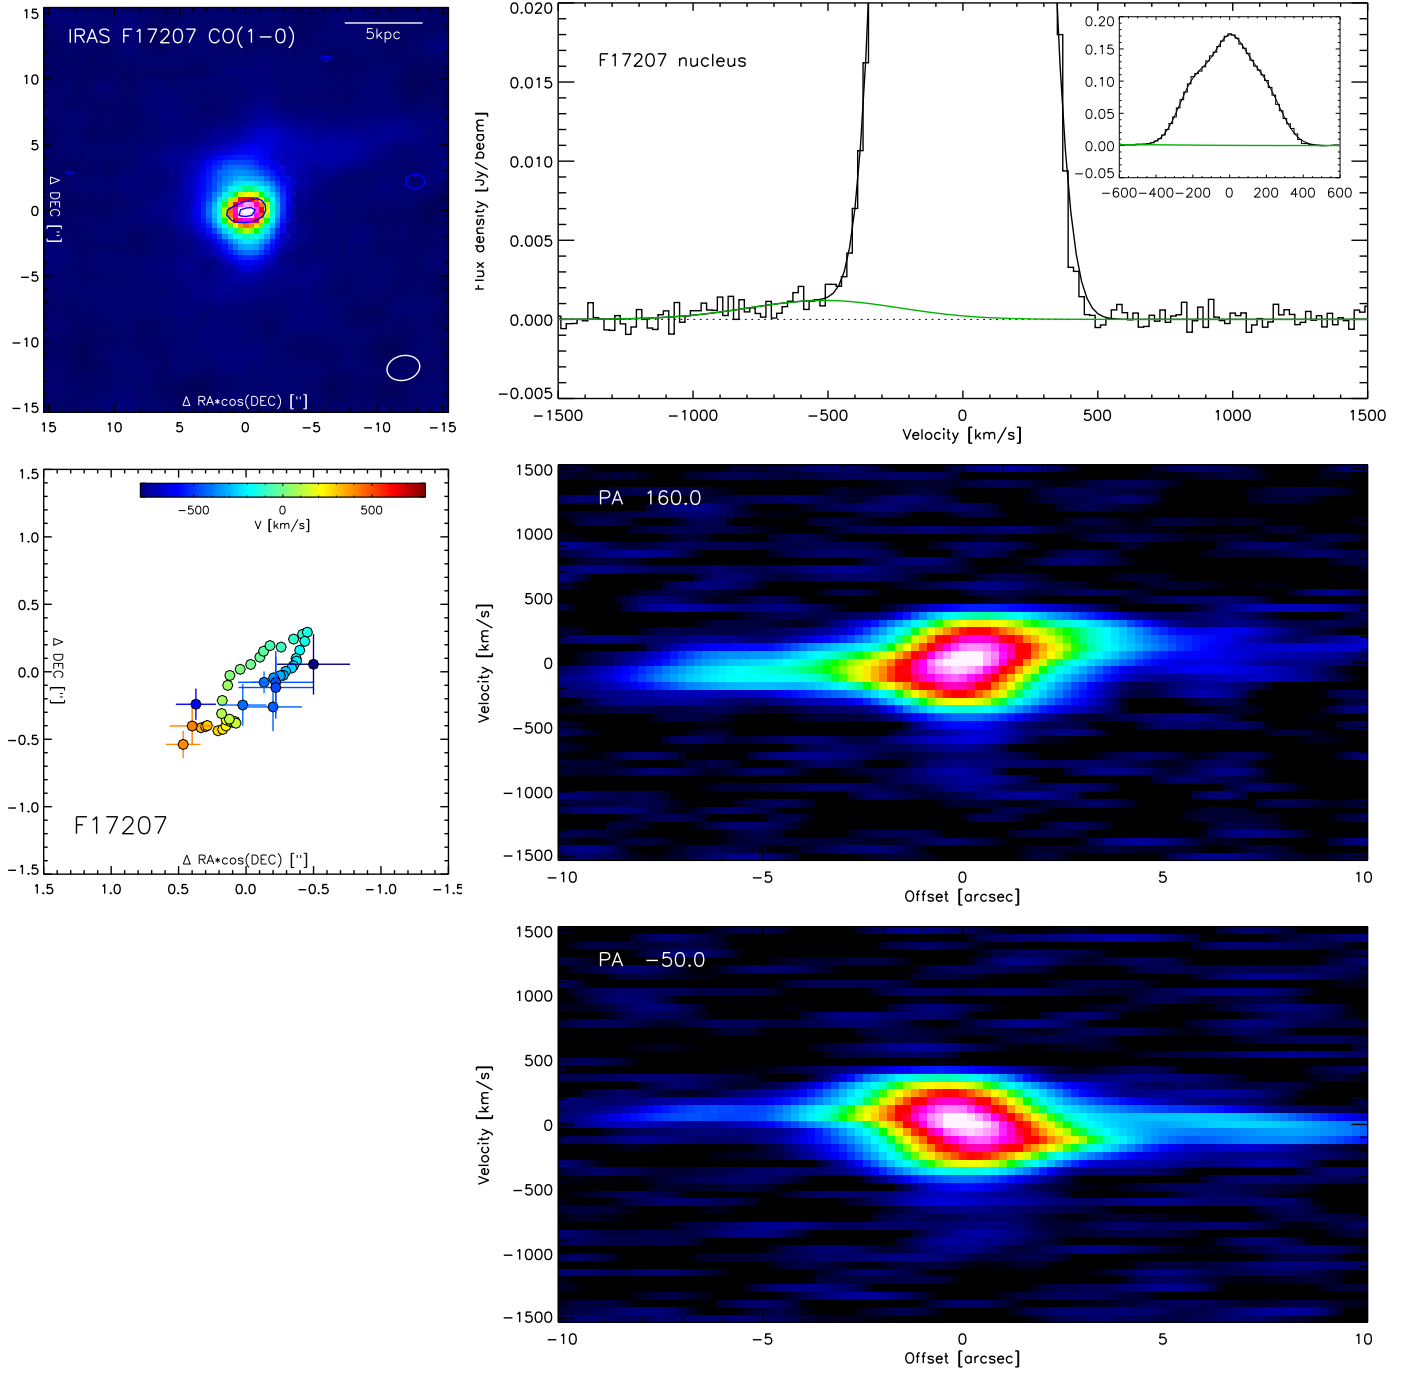 IRAS F17207 CO(1−0)
5kpc
15
10
5
0
−5
−10
−15
Δ DEC ["]
Δ RA*cos(DEC) ["]
15 10 5 0 −5 −10 −15
F17207 nucleus
0.020
0.015
0.010
0.005
0.000
−0.005
Flux density [Jy/beam]
−1500 −1000 −500 0 500 1000 1500
Velocity [km/s]
0.20
0.15
0.10
0.05
0.00
−0.05
−600 −400 −200 0 200 400 600
1.5
1.0
0.5
0.0
−0.5
−1.0
−1.5
−500 0 500
V [km/s]
Δ DEC ["]
F17207
Δ RA*cos(DEC) ["]
1.5 1.0 0.5 0.0 −0.5 −1.0 −1.5
PA 160.0
1500
1000
500
0
−500
−1000
−1500
Velocity [km/s]
−10 −5 0 5 10
Offset [arcsec]
PA −50.0
1500
1000
500
0
−500
−1000
−1500
Velocity [km/s]
−10 −5 0 5 10
Offset [arcsec]